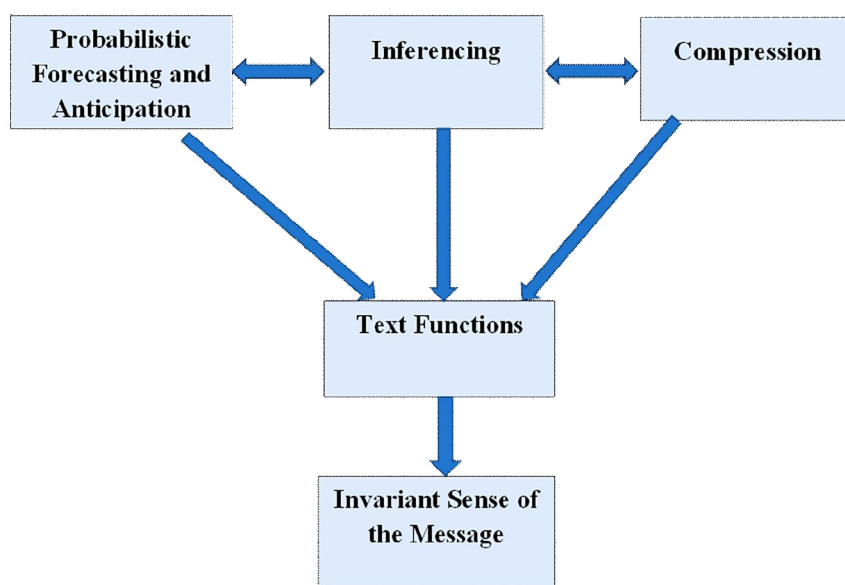 Probabilistic
Forecasting and
Anticipation
Inferencing
Compression
Text Functions
Invariant Sense of
the Message